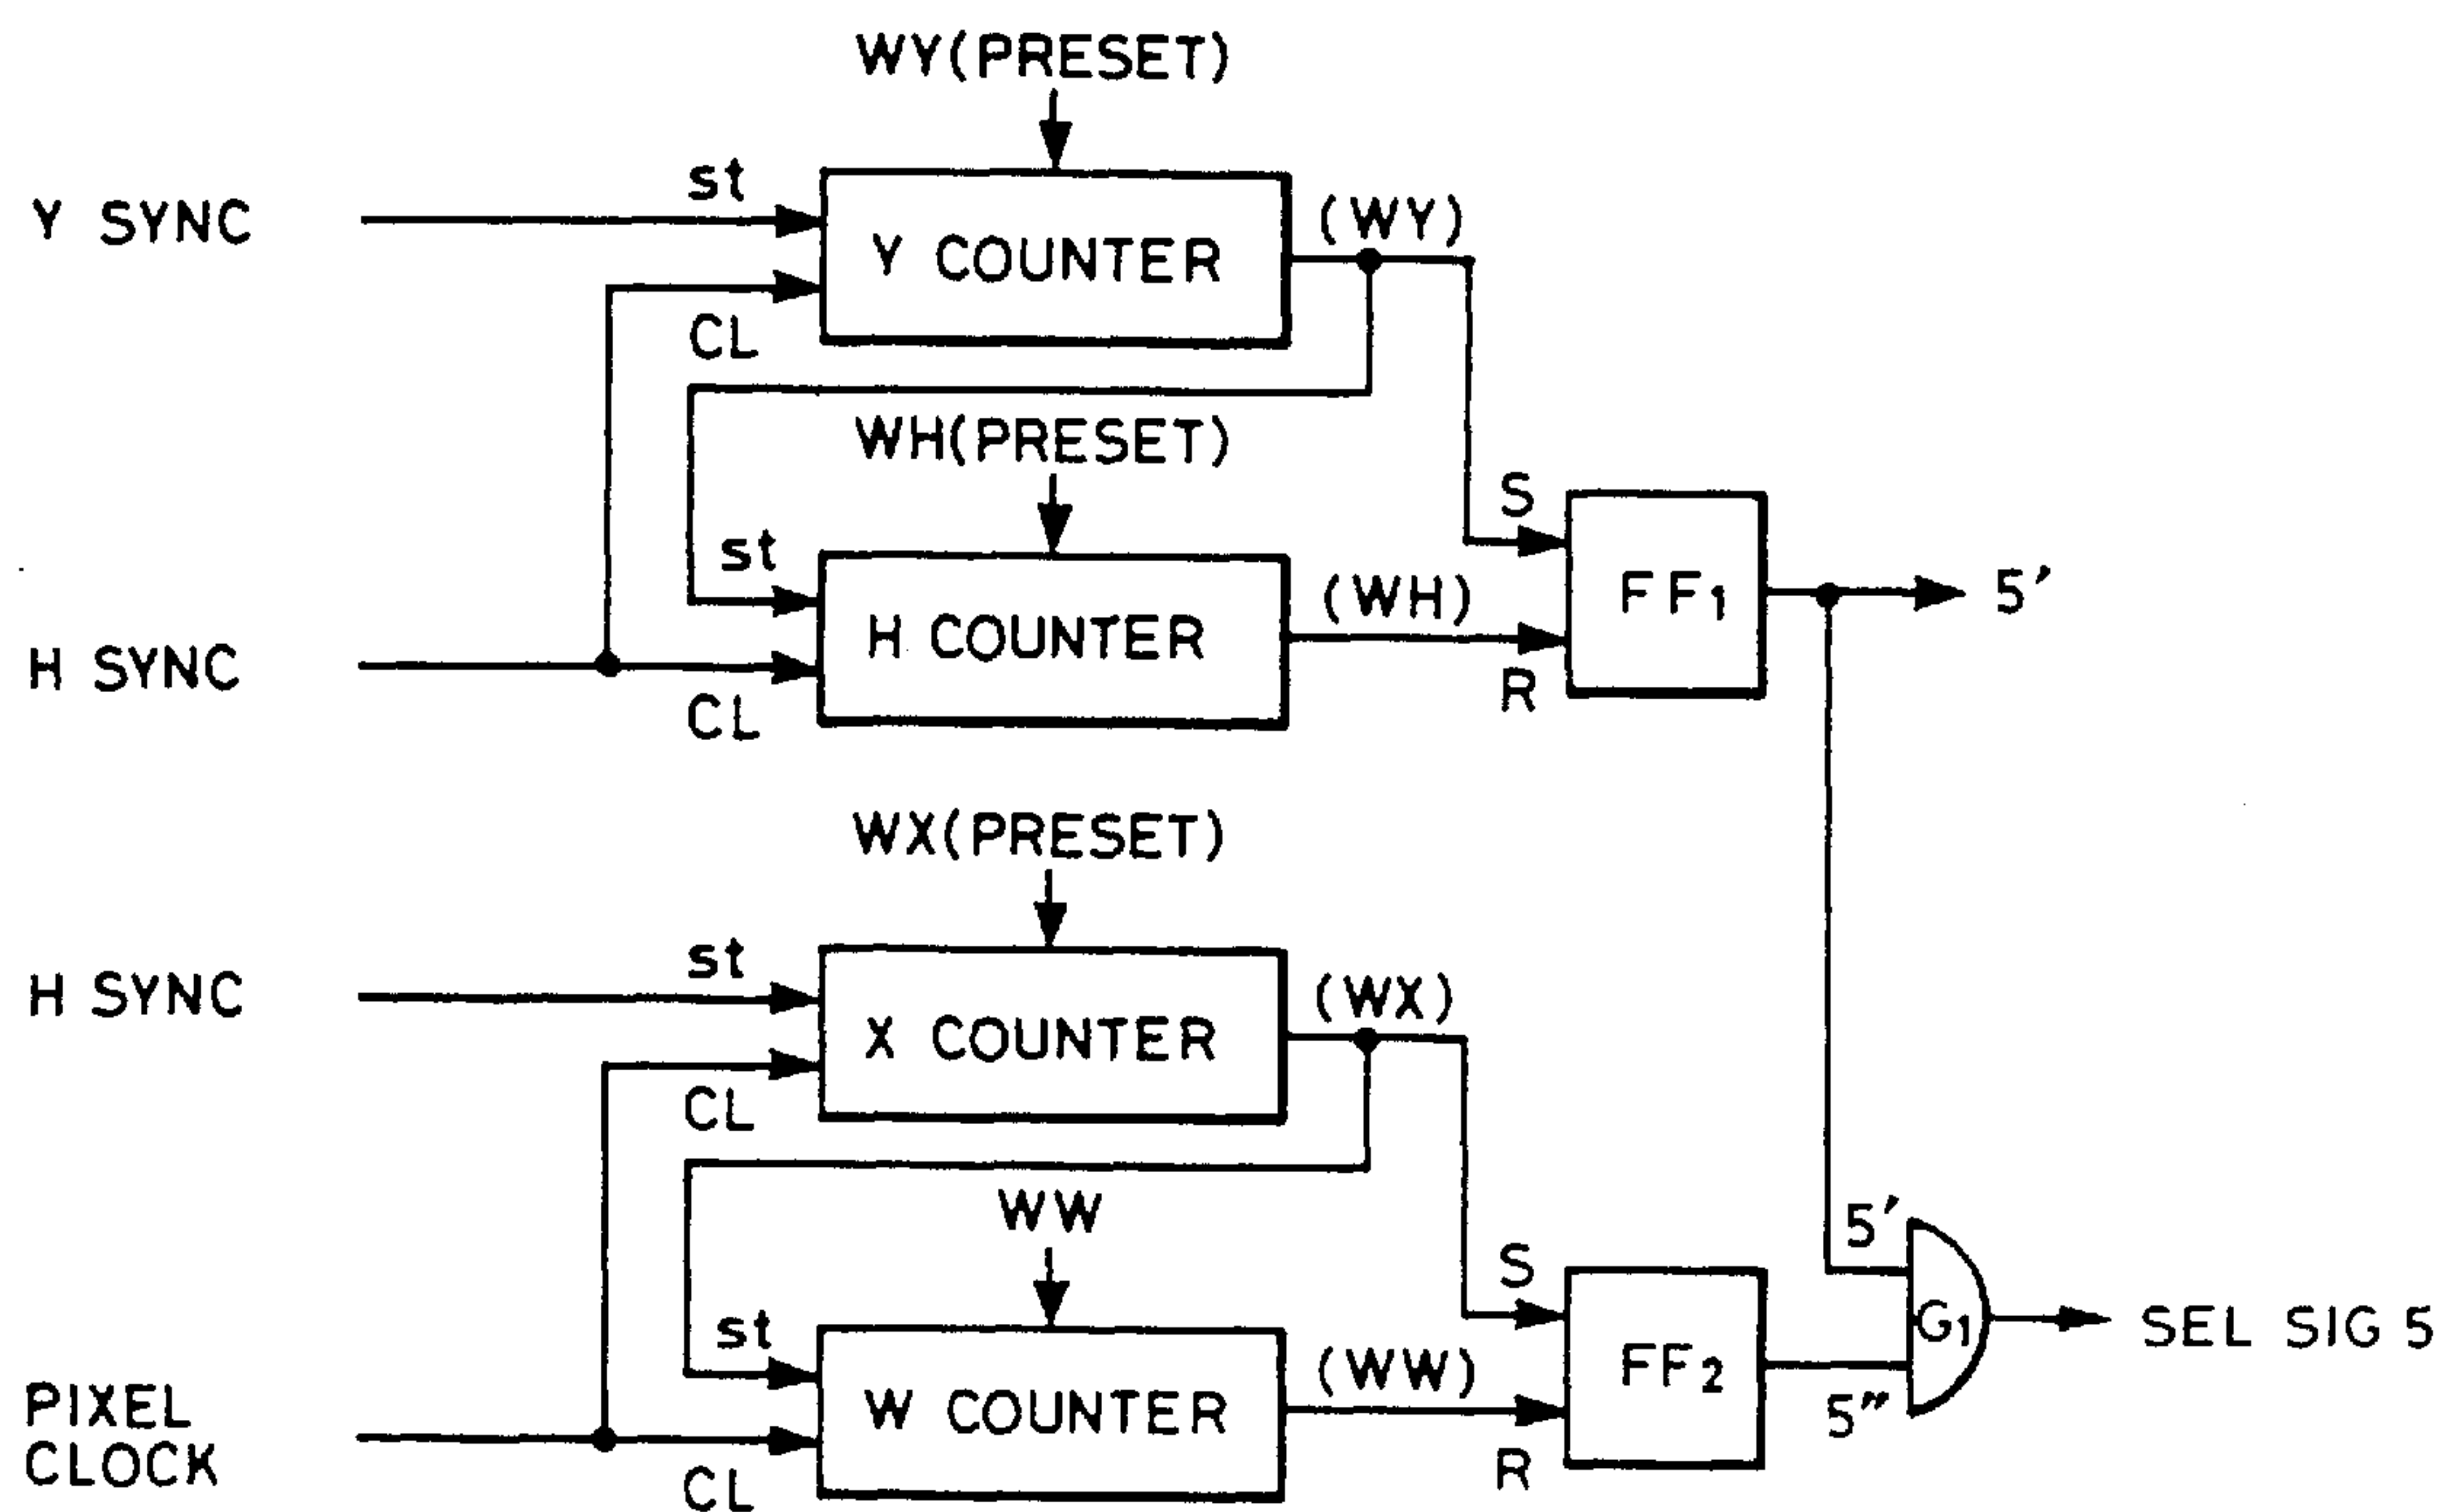 WY(PRESET)
Y SYNC
st
Y COUNTER
(WY)
CL
WH(PRESET)
st
H COUNTER
(WH)
H SYNC
CL
S
FF1
R
5′
WX(PRESET)
H SYNC
st
X COUNTER
(WX)
CL
WW
st
W COUNTER
(WW)
PIXEL
CLOCK
CL
S
FF2
R
5′
5″
G1
SEL SIG 5